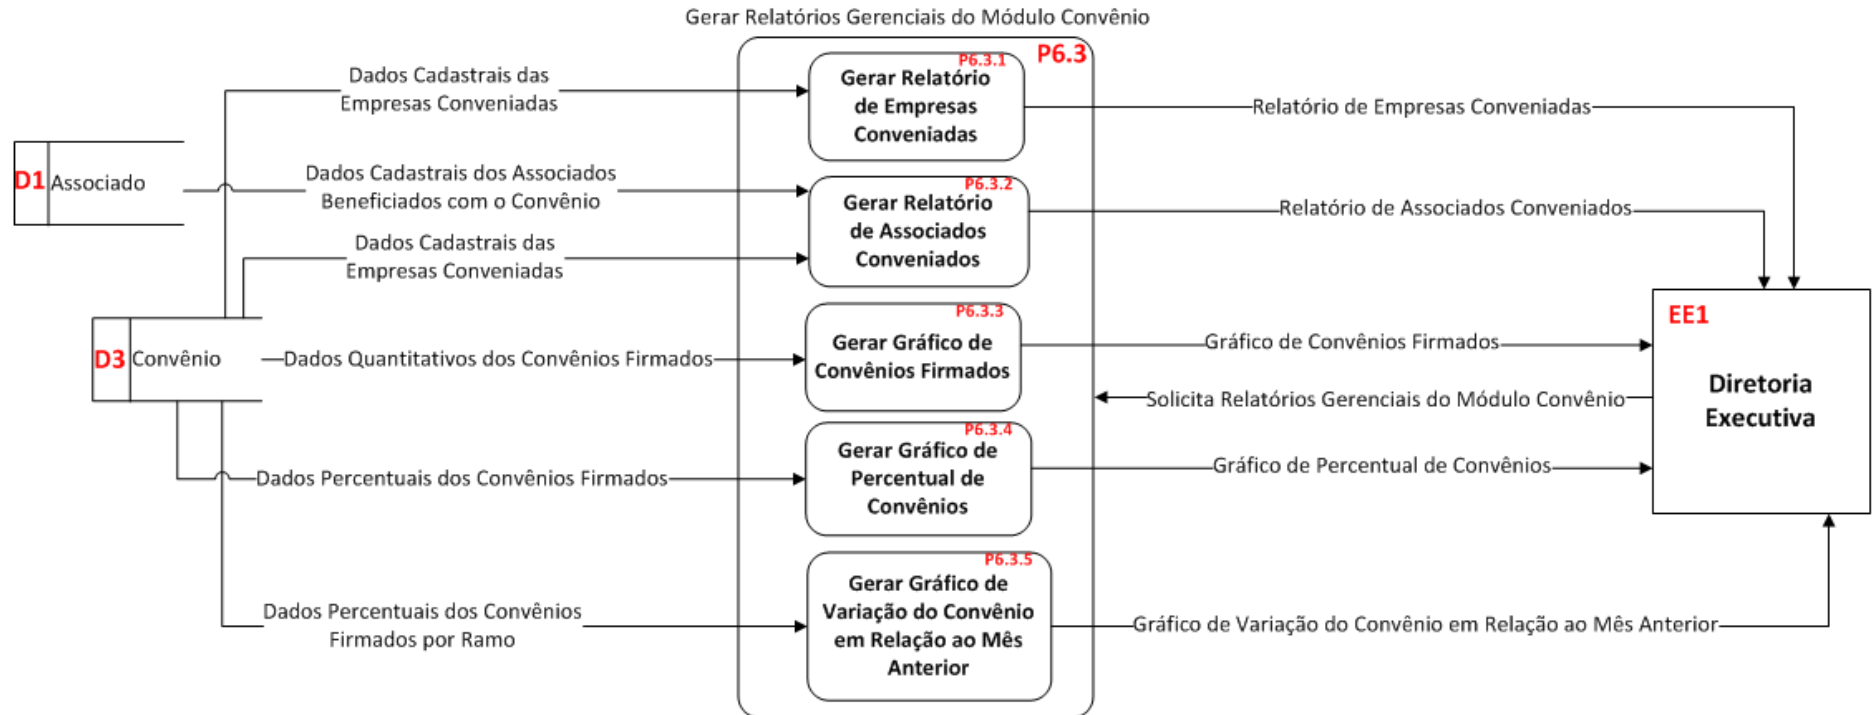 Gerar Relatórios Gerenciais do Módulo Convênio
P6.3
P6.3.1
Gerar Relatório
de Empresas
Conveniadas
Dados Cadastrais das
Empresas Conveniadas
Relatório de Empresas Conveniadas
D1
Associado
Dados Cadastrais dos Associados
Beneficiados com o Convênio
P6.3.2
Gerar Relatório
de Associados
Conveniados
Relatório de Associados Conveniados
Dados Cadastrais das
Empresas Conveniadas
D3
Convênio
Dados Quantitativos dos Convênios Firmados
P6.3.3
Gerar Gráfico de
Convênios Firmados
Gráfico de Convênios Firmados
EE1
Diretoria
Executiva
Solicita Relatórios Gerenciais do Módulo Convênio
Dados Percentuais dos Convênios Firmados
P6.3.4
Gerar Gráfico de
Percentual de
Convênios
Gráfico de Percentual de Convênios
Dados Percentuais dos Convênios
Firmados por Ramo
P6.3.5
Gerar Gráfico de
Variação do Convênio
em Relação ao Mês
Anterior
Gráfico de Variação do Convênio em Relação ao Mês Anterior